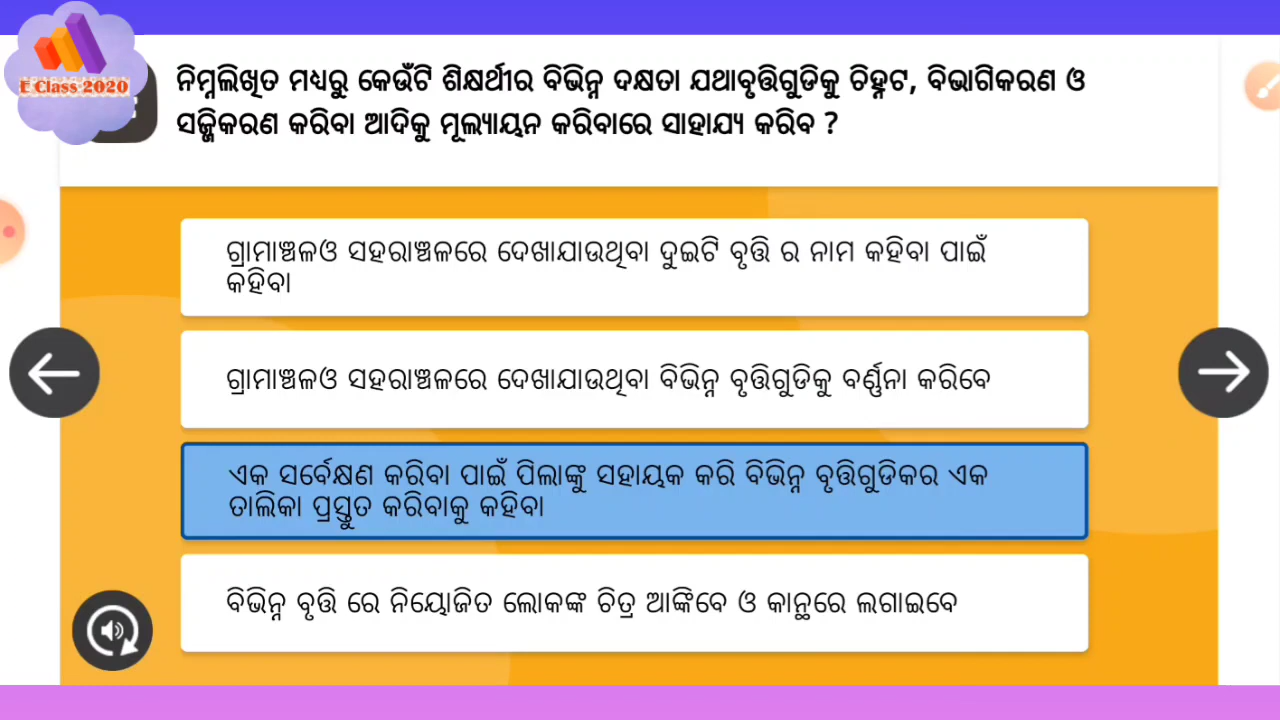 E Class 2020
ନିମ୍ନଲିଖିତ ମଧ୍ୟରୁ କେଉଁଟି ଶିକ୍ଷର୍ଥୀର ବିଭିନ୍ନ ଦକ୍ଷତା ଯଥାବୃତ୍ତିଗୁଡିକୁ ଚିହ୍ନଟ, ବିଭାଗିକରଣ ଓ
ସଜ୍ଜିକରଣ କରିବା ଆଦିକୁ ମୂଲ୍ୟାୟନ କରିବାରେ ସାହାଯ୍ୟ କରିବ ?
ଗ୍ରାମାଞ୍ଚଳଓ ସହରାଞ୍ଚଳରେ ଦେଖାଯାଉଥିବା ଦୁଇଟି ବୃତ୍ତି ର ନାମ କହିବା ପାଇଁ
କହିବା
ଗ୍ରାମାଞ୍ଚଳଓ ସହରାଞ୍ଚଳରେ ଦେଖାଯାଉଥିବା ବିଭିନ୍ନ ବୃତ୍ତିଗୁଡିକୁ ବର୍ଣ୍ଣନା କରିବେ
ଏକ ସର୍ବେକ୍ଷଣ କରିବା ପାଇଁ ପିଲାଙ୍କୁ ସହାୟକ କରି ବିଭିନ୍ନ ବୃତ୍ତିଗୁଡିକର ଏକ
ତାଲିକା ପ୍ରସ୍ତୁତ କରିବାକୁ କହିବା
ବିଭିନ୍ନ ବୃତ୍ତି ରେ ନିୟୋଜିତ ଲୋକଙ୍କ ଚିତ୍ର ଆଙ୍କିବେ ଓ କାନ୍ଥରେ ଲଗାଇବେ